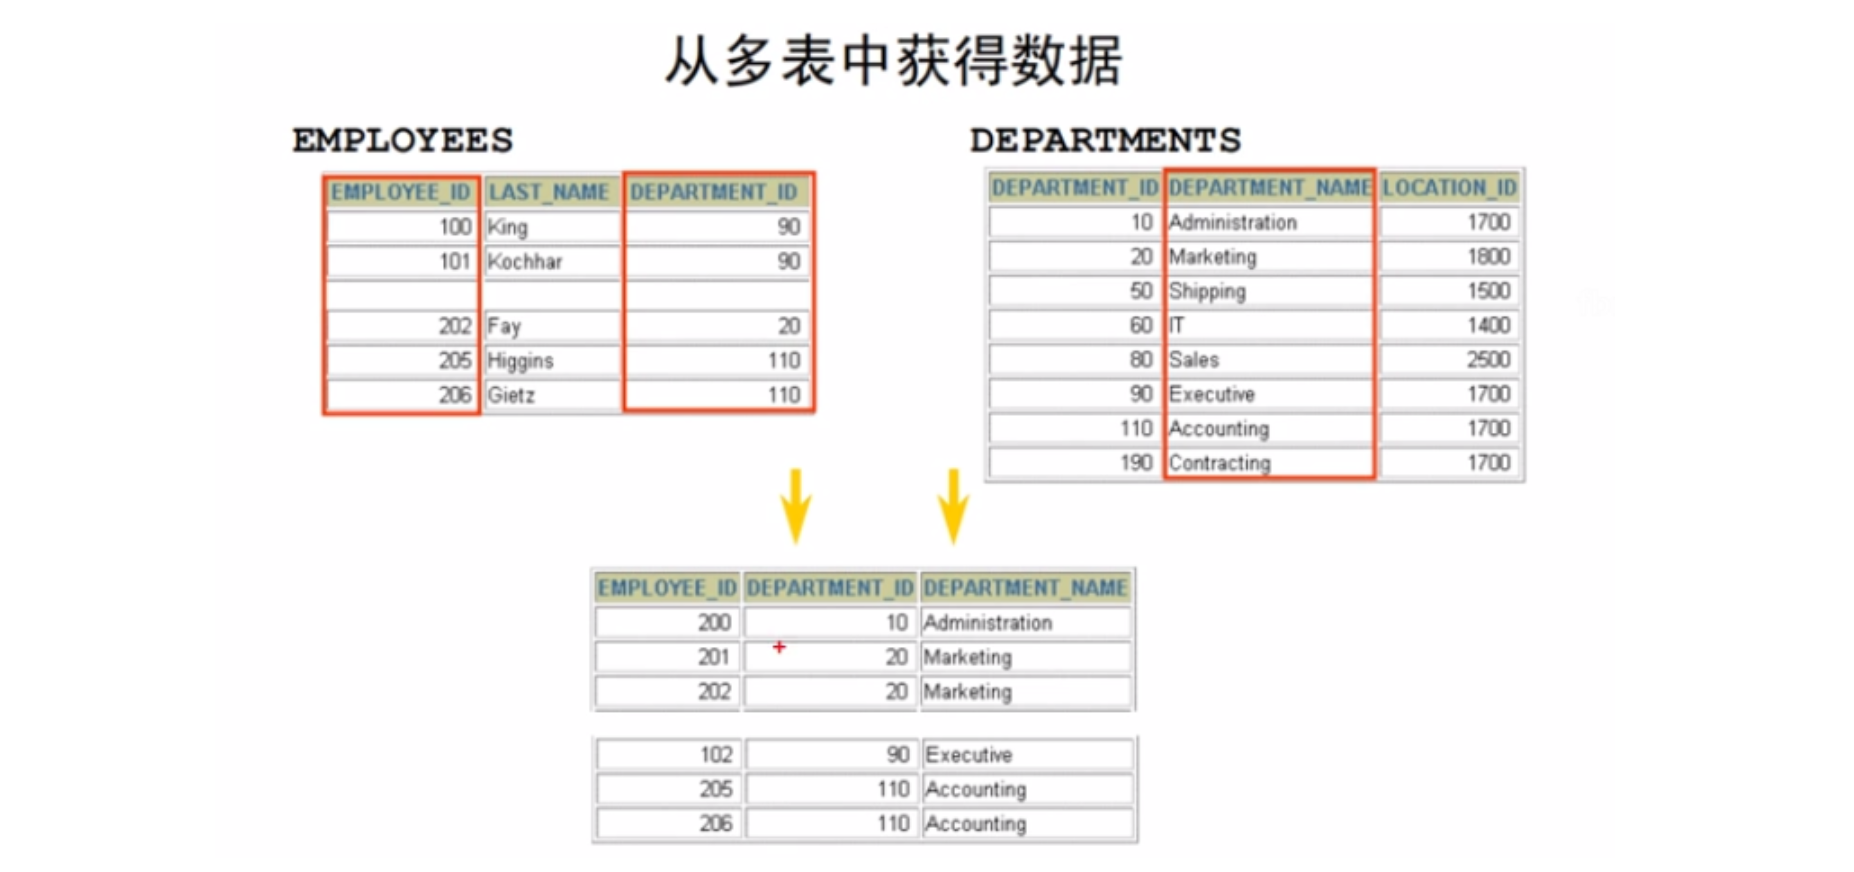 从多表中获得数据
EMPLOYEES
EMPLOYEE_ID LAST_NAME DEPARTMENT_ID
100 King 90
101 Kochhar 90
202 Fay 20
205 Higgins 110
206 Gietz 110
DEPARTMENTS
DEPARTMENT_ID DEPARTMENT_NAME LOCATION_ID
10 Administration 1700
20 Marketing 1800
50 Shipping 1500
60 IT 1400
80 Sales 2500
90 Executive 1700
110 Accounting 1700
190 Contracting 1700
EMPLOYEE_ID DEPARTMENT_ID DEPARTMENT_NAME
200 10 Administration
201 20 Marketing
202 20 Marketing
102 90 Executive
205 110 Accounting
206 110 Accounting